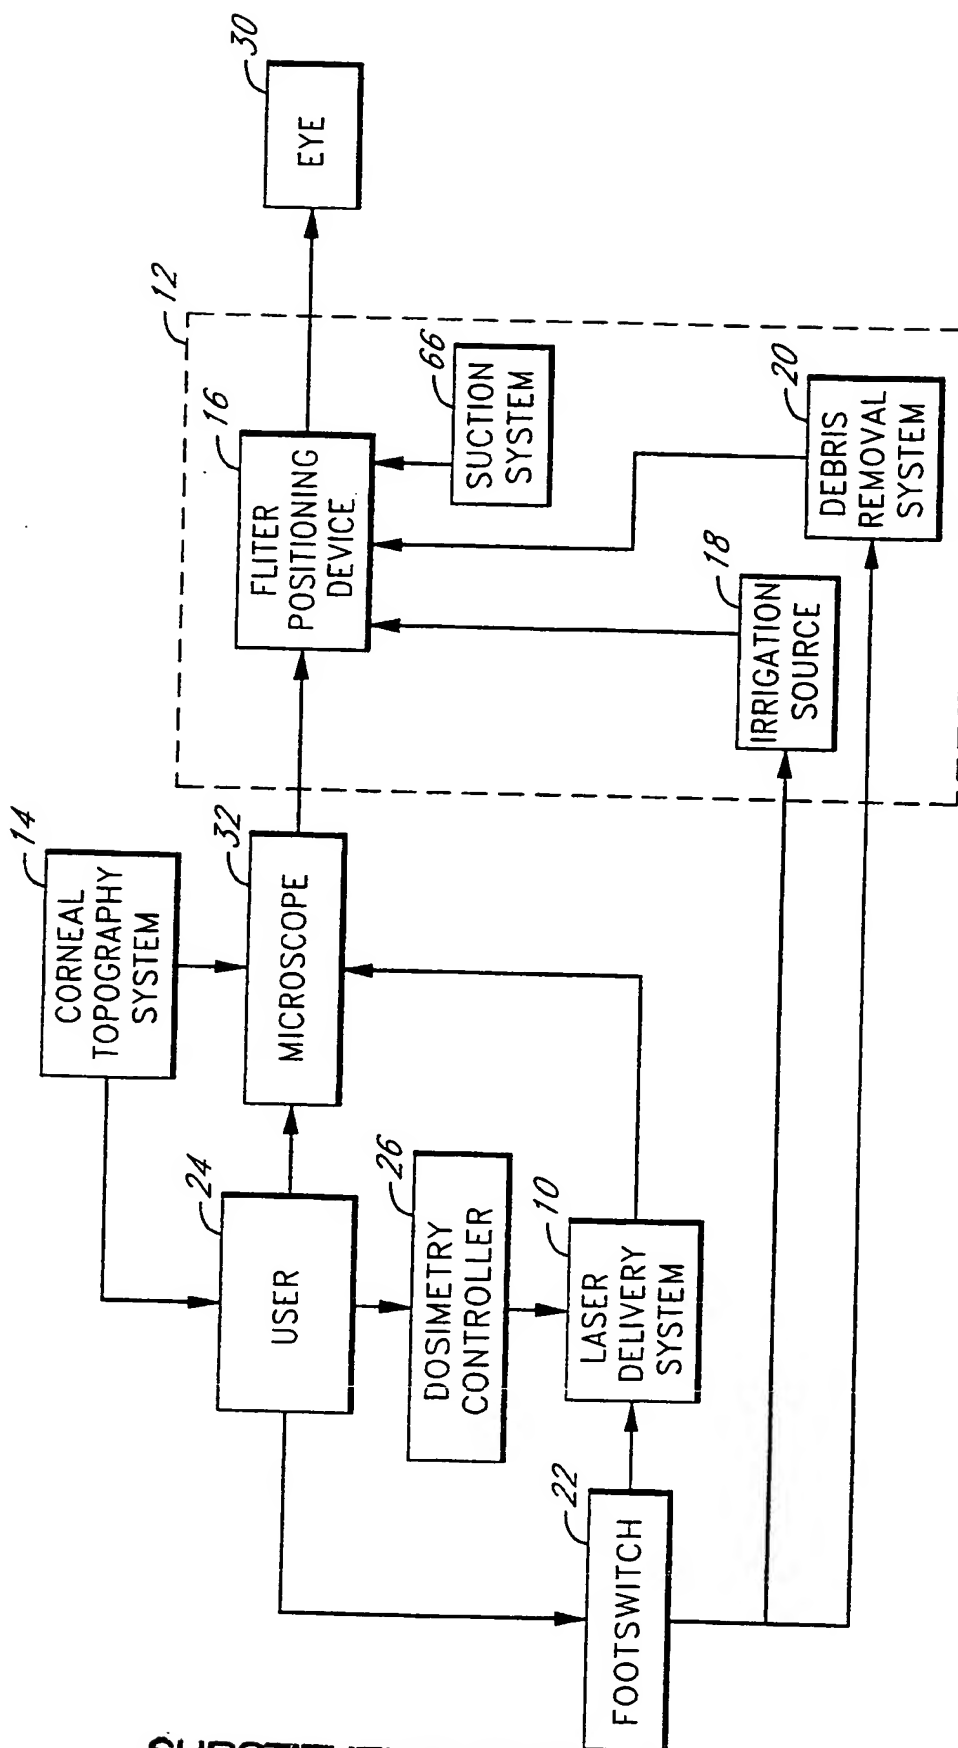 30
EYE
12
16
FLITER
POSITIONING
DEVICE
66
SUCTION
SYSTEM
20
DEBRIS
REMOVAL
SYSTEM
18
IRRIGATION
SOURCE
14
CORNEAL
TOPOGRAPHY
SYSTEM
32
MICROSCOPE
24
USER
26
DOSIMETRY
CONTROLLER
10
LASER
DELIVERY
SYSTEM
22
FOOTSWITCH